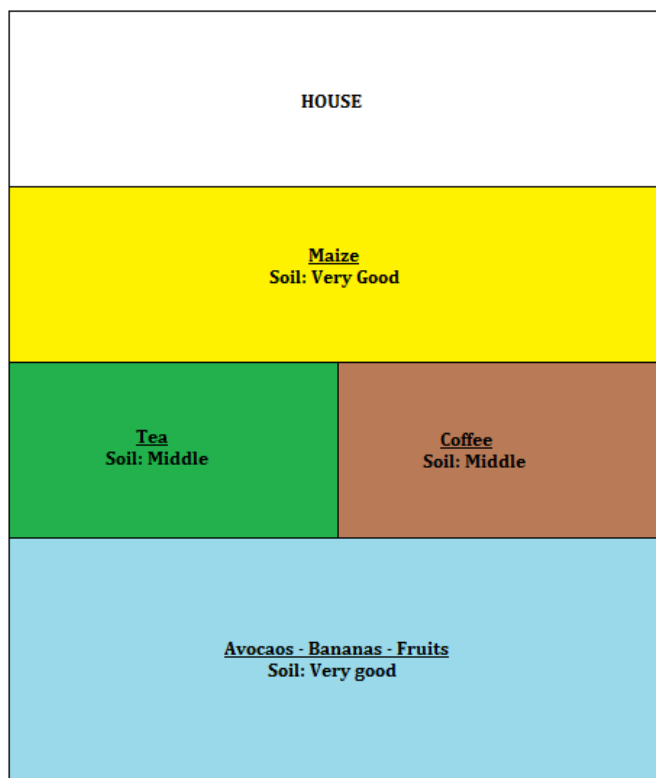 HOUSE
Maize
Soil: Very Good
Tea
Soil: Middle
Coffee
Soil: Middle
Avocaos - Bananas - Fruits
Soil: Very good